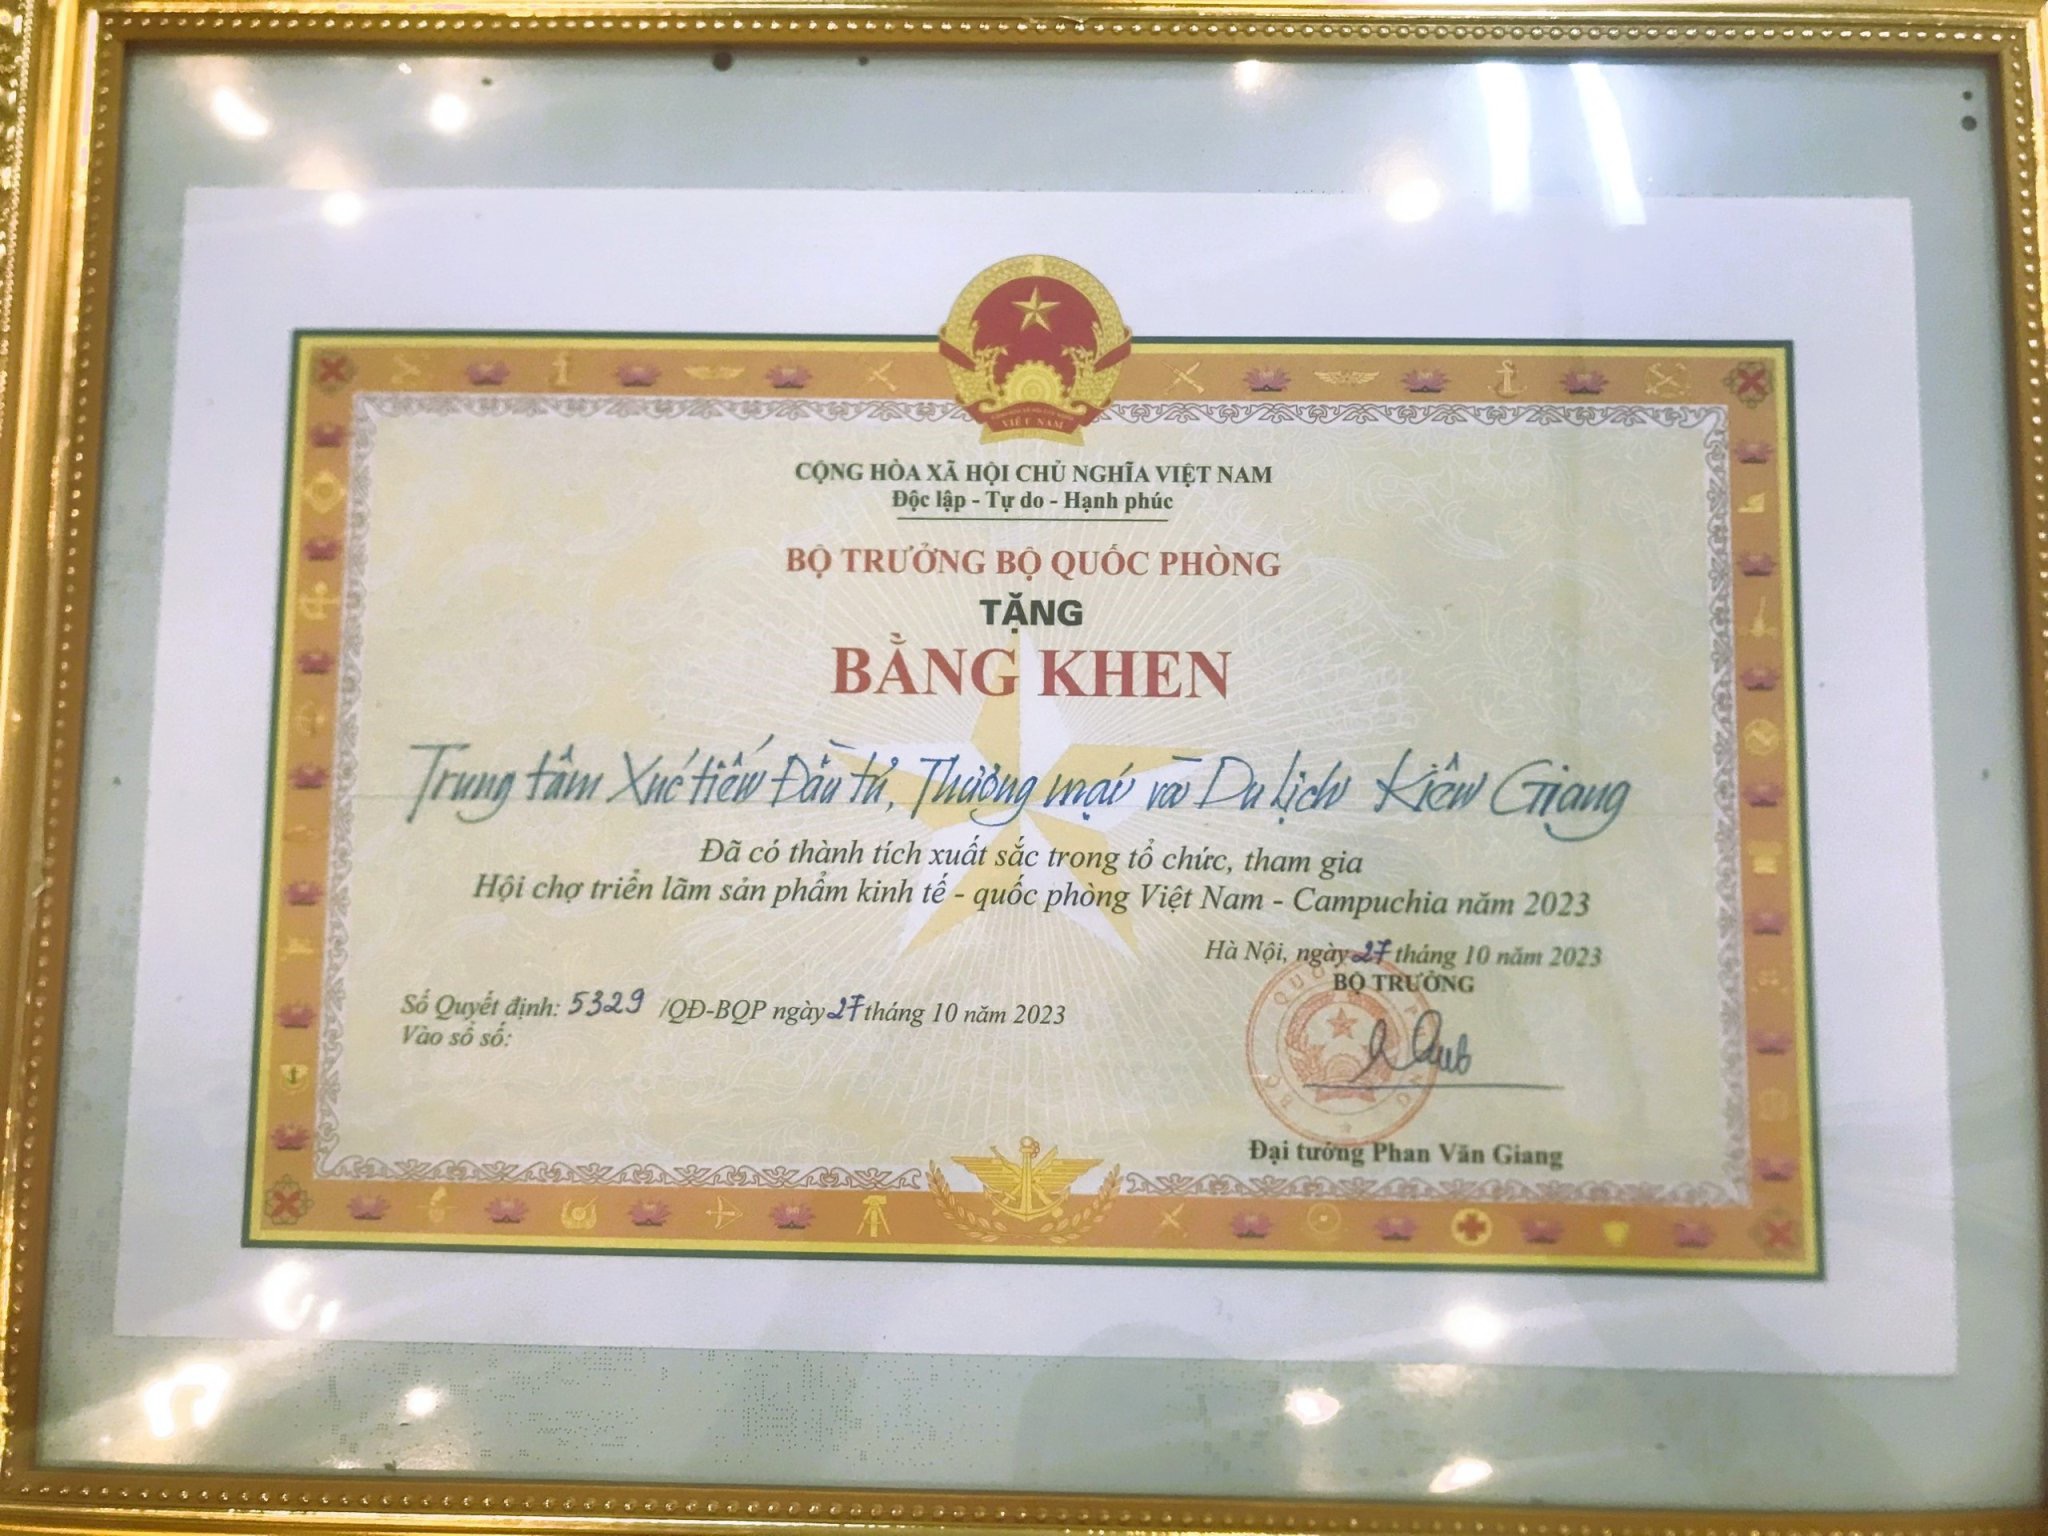 VIỆT NAM
CỘNG HÒA XÃ HỘI CHỦ NGHĨA VIỆT NAM
Độc lập - Tự do - Hạnh phúc
BỘ TRƯỞNG BỘ QUỐC PHÒNG
TẶNG
BẰNG KHEN
Trung tâm Xúc tiến Đầu tư, Thương mại và Du lịch Kiên Giang
Đã có thành tích xuất sắc trong tổ chức, tham gia
Hội chợ triển lãm sản phẩm kinh tế - quốc phòng Việt Nam - Campuchia năm 2023
Hà Nội, ngày 27 tháng 10 năm 2023
BỘ TRƯỞNG
Số Quyết định: 5329 /QĐ-BQP ngày 27 tháng 10 năm 2023
Vào sổ số:
Đại tướng Phan Văn Giang